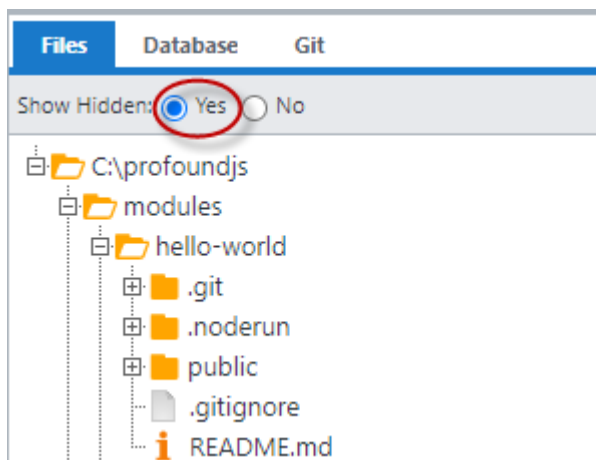 Files Database Git
Show Hidden: Yes No
C:\profoundjs
modules
hello-world
.git
.noderun
public
.gitignore
README.md